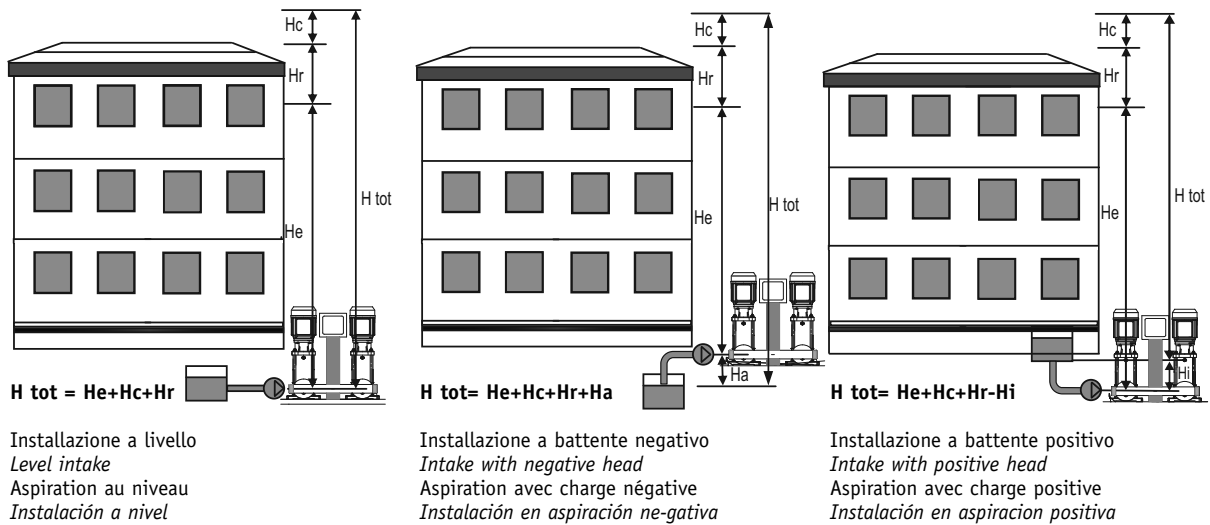 Hc
Hr
He
H tot
H tot = He+Hc+Hr
Installazione a livello
Level intake
Aspiration au niveau
Instalación a nivel
Hc
Hr
He
H tot
Ha
H tot= He+Hc+Hr+Ha
Installazione a battente negativo
Intake with negative head
Aspiration avec charge négative
Instalación en aspiración ne-gativa
Hc
Hr
He
H tot
Hi
H tot= He+Hc+Hr-Hi
Installazione a battente positivo
Intake with positive head
Aspiration avec charge positive
Instalación en aspiracion positiva